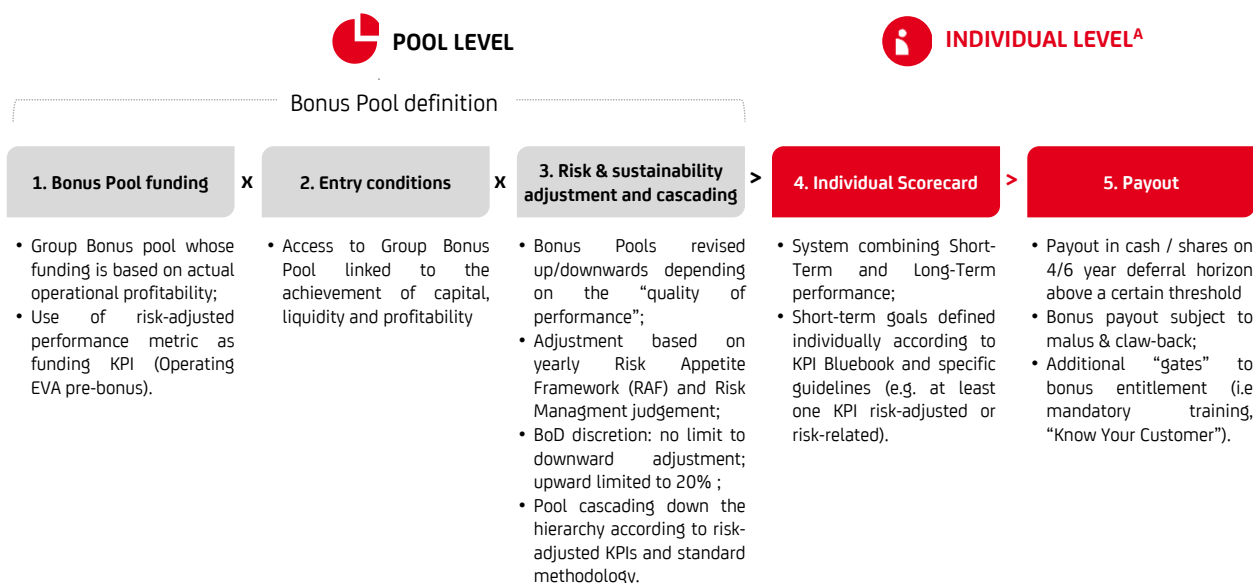 POOL LEVEL
INDIVIDUAL LEVELᴬ
Bonus Pool definition
1. Bonus Pool funding
x
2. Entry conditions
x
3. Risk & sustainability
adjustment and cascading
>
4. Individual Scorecard
>
5. Payout
• Group Bonus pool whose
funding is based on actual
operational profitability;
• Use of risk-adjusted
performance metric as
funding KPI (Operating
EVA pre-bonus).
• Access to Group Bonus
Pool linked to the
achievement of capital,
liquidity and profitability
• Bonus Pools revised
up/downwards depending
on the “quality of
performance”;
• Adjustment based on
yearly Risk Appetite
Framework (RAF) and Risk
Managment judgement;
• BoD discretion: no limit to
downward adjustment;
upward limited to 20% ;
• Pool cascading down the
hierarchy according to risk-
adjusted KPIs and standard
methodology.
• System combining Short-
Term and Long-Term
performance;
• Short-term goals defined
individually according to
KPI Bluebook and specific
guidelines (e.g. at least
one KPI risk-adjusted or
risk-related).
• Payout in cash / shares on
4/6 year deferral horizon
above a certain threshold
• Bonus payout subject to
malus & claw-back;
• Additional “gates” to
bonus entitlement (i.e
mandatory training,
“Know Your Customer”).